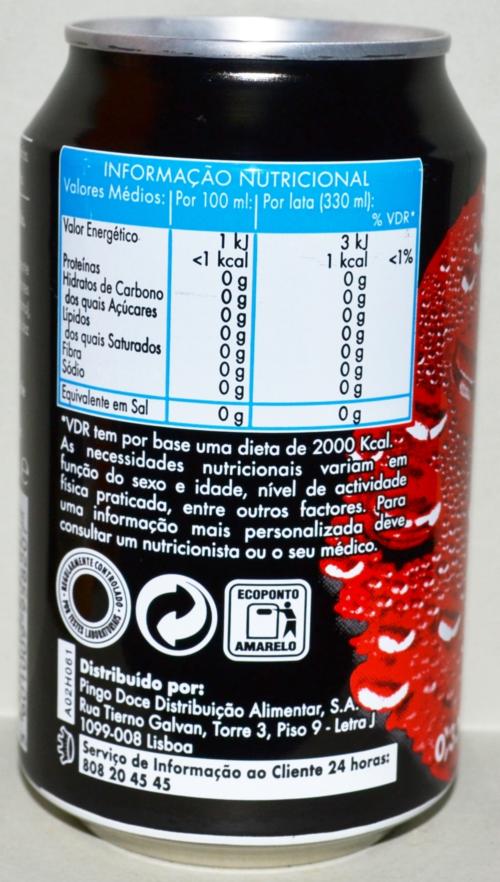 INFORMAÇÃO NUTRICIONAL
Valores Médios: Por 100 ml: Por lata (330 ml):
% VDR*
Valor Energético 1 kJ 3 kJ
<1 kcal 1 kcal <1%
Proteínas 0 g 0 g
Hidratos de Carbono 0 g 0 g
dos quais Açúcares 0 g 0 g
Lípidos 0 g 0 g
dos quais Saturados 0 g 0 g
Fibra 0 g 0 g
Sódio 0 g 0 g
Equivalente em Sal 0 g 0 g
*VDR tem por base uma dieta de 2000 Kcal.
As necessidades nutricionais variam em
função do sexo e idade, nível de actividade
física praticada, entre outros factores. Para
uma informação mais personalizada deve
consultar um nutricionista ou o seu médico.
REGULARMENTE CONTROLADO
POR TESTES LABORATORIAIS
ECOPONTO
AMARELO
A02H061
Distribuído por:
Pingo Doce Distribuição Alimentar, S.A.
Rua Tierno Galvan, Torre 3, Piso 9 - Letra J
1099-008 Lisboa
Serviço de Informação ao Cliente 24 horas:
808 20 45 45